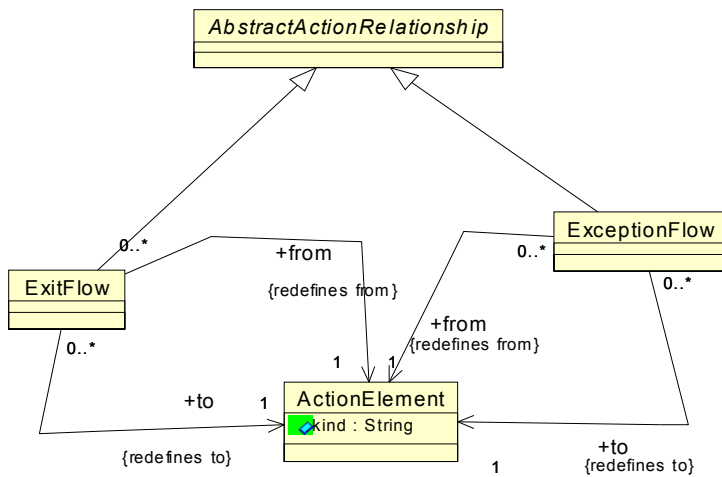 AbstractActionRelationship
ExceptionFlow
0..*
+from
0..*
0..*
ExitFlow
{redefines from}
+from
{redefines from}
0..*
1
1
ActionElement
+to
1
kind : String
+to
{redefines to}
1
{redefines to}